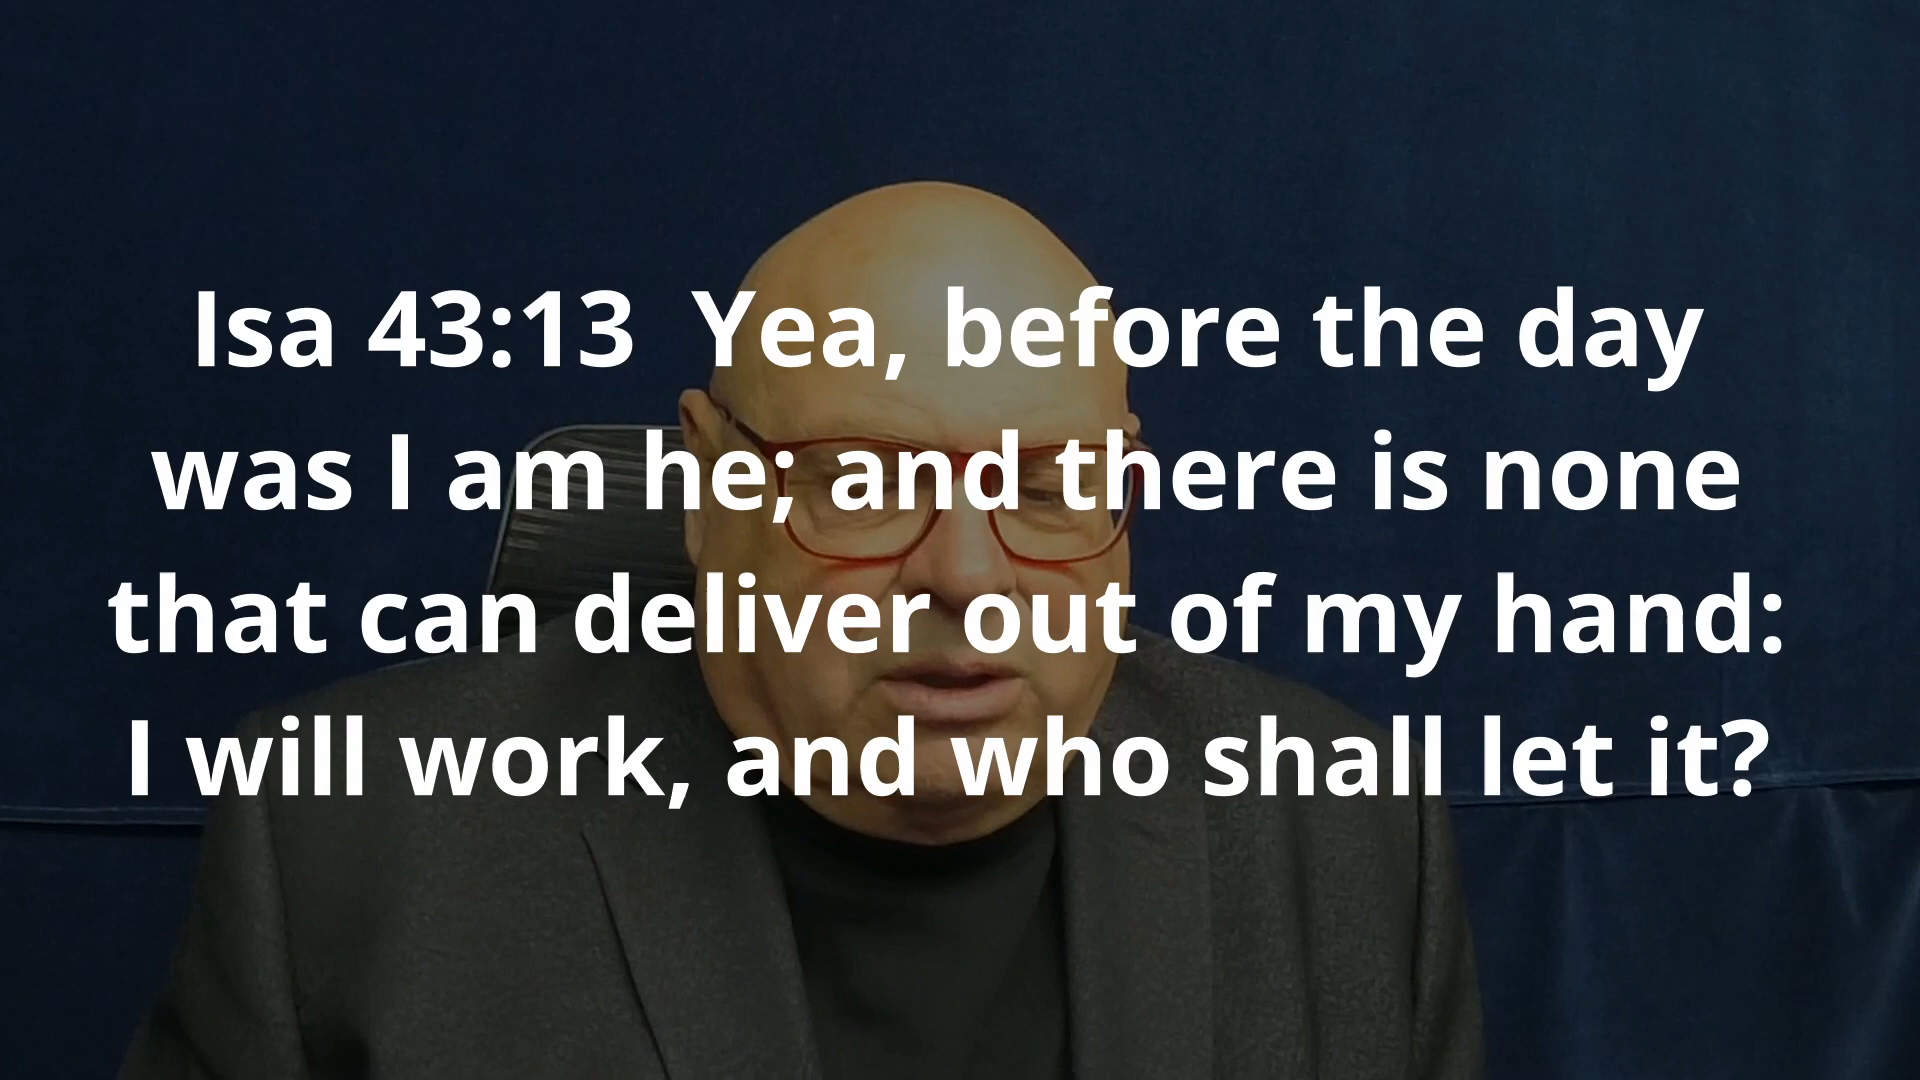 Isa 43:13  Yea, before the day
was I am he; and there is none
that can deliver out of my hand:
I will work, and who shall let it?